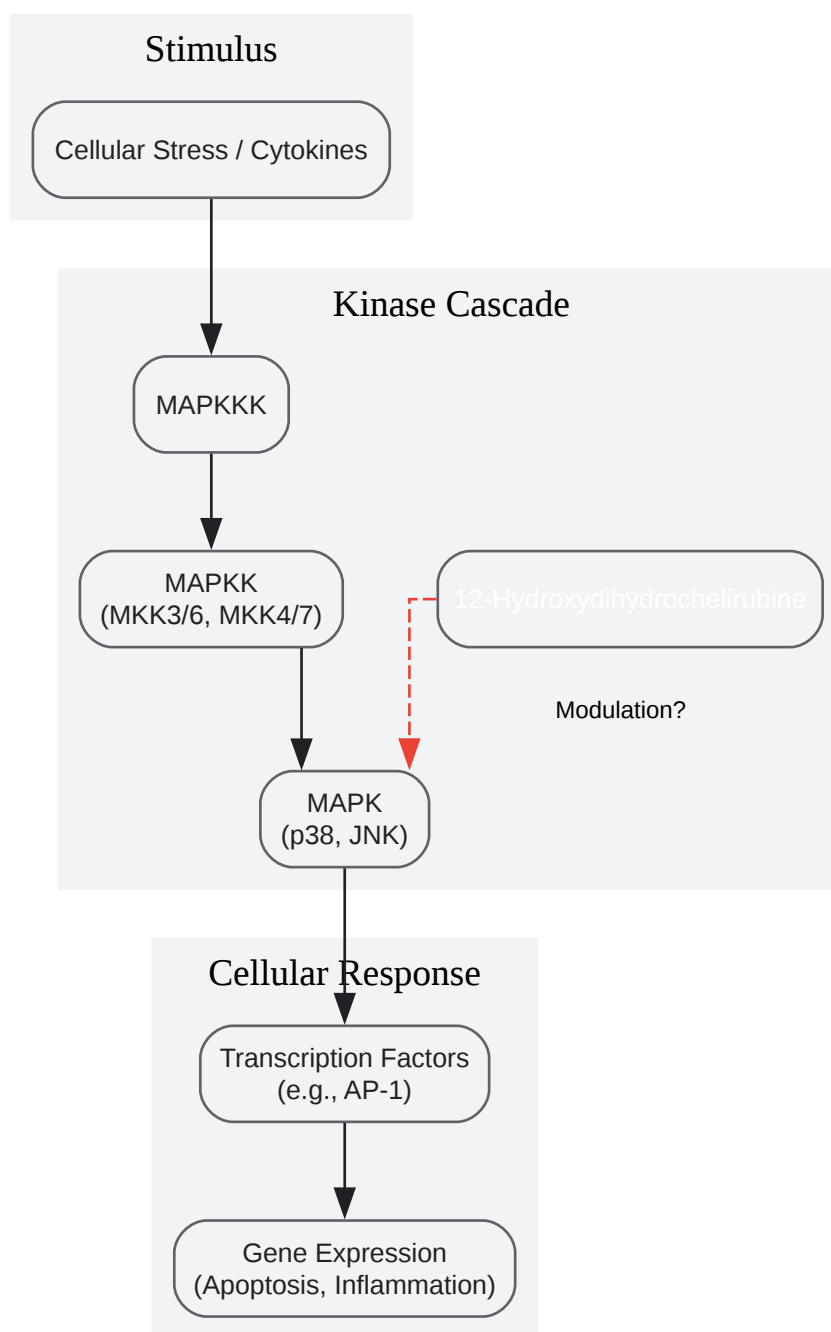 Stimulus
Cellular Stress / Cytokines
Kinase Cascade
MAPKKK
MAPKK
(MKK3/6, MKK4/7)
12-Hydroxydihydrochelirubine
Modulation?
MAPK
(p38, JNK)
Cellular Response
Transcription Factors
(e.g., AP-1)
Gene Expression
(Apoptosis, Inflammation)